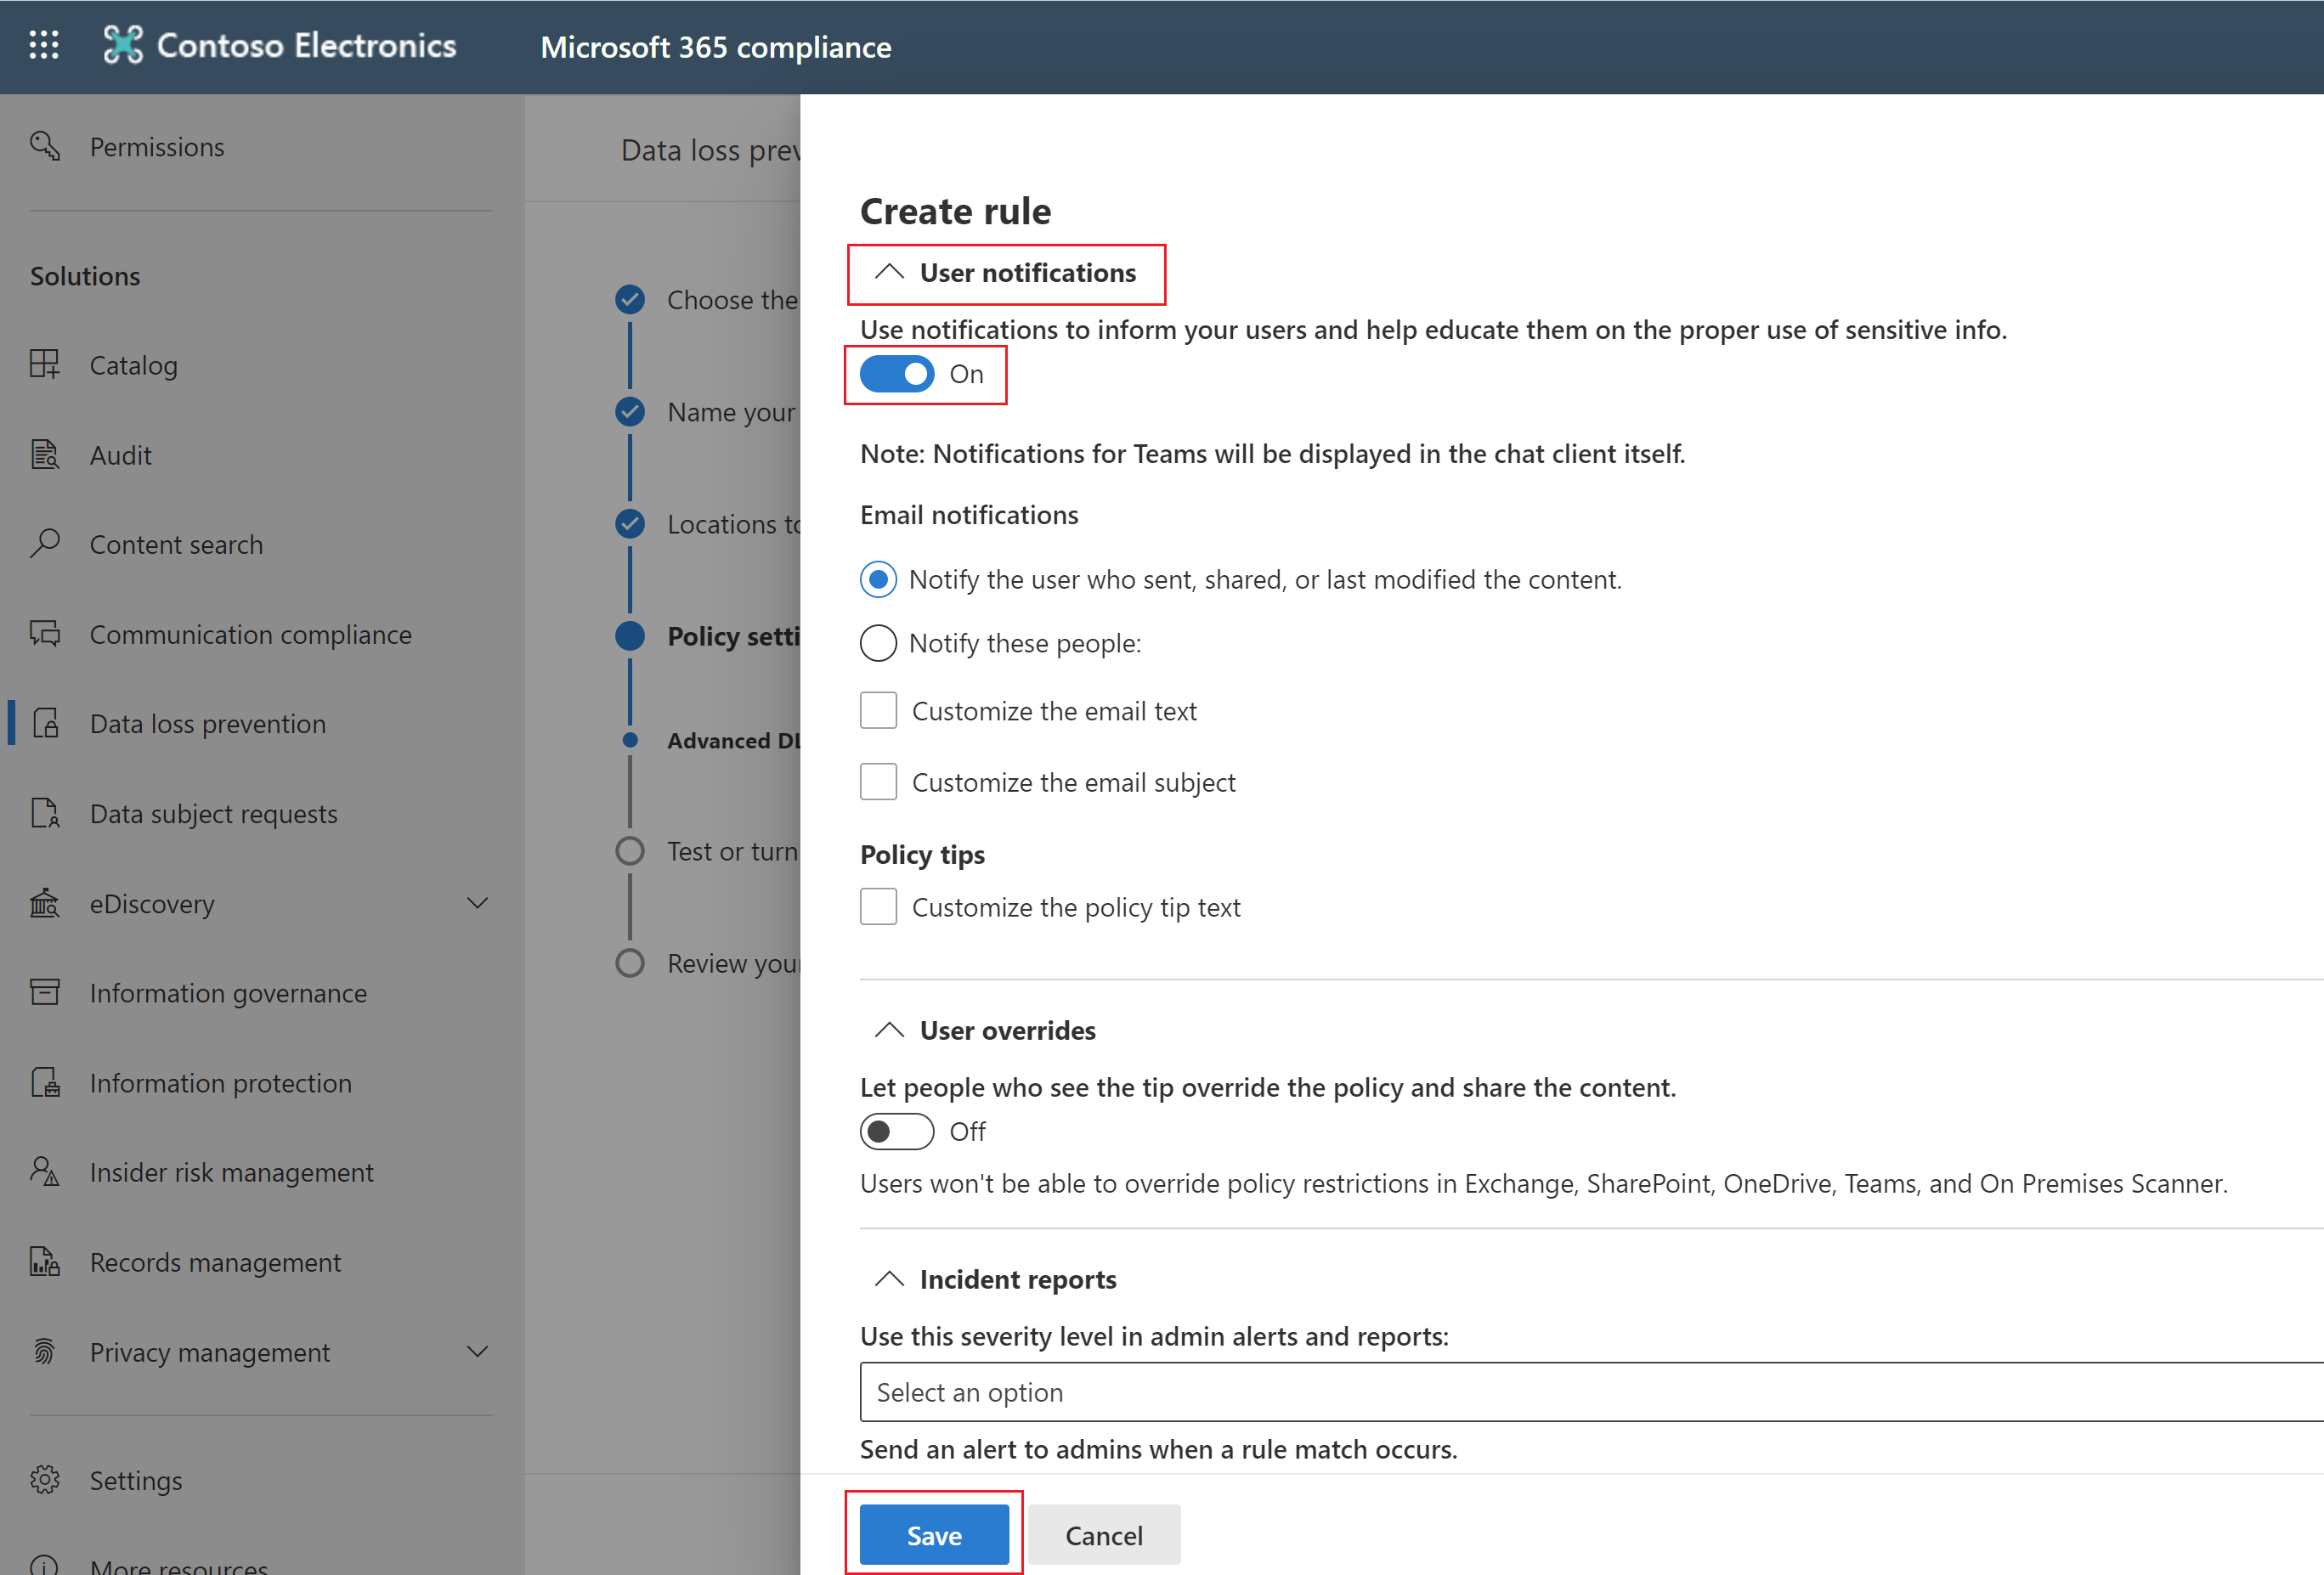 Contoso Electronics
Microsoft 365 compliance
Permissions
Solutions
Catalog
Audit
Content search
Communication compliance
Data loss prevention
Data subject requests
eDiscovery
Information governance
Information protection
Insider risk management
Records management
Privacy management
Settings
More resources
Data loss prev
Choose the
Name your
Locations to
Policy setti
Advanced DL
Test or turn
Review your
Create rule
User notifications
Use notifications to inform your users and help educate them on the proper use of sensitive info.
On
Note: Notifications for Teams will be displayed in the chat client itself.
Email notifications
Notify the user who sent, shared, or last modified the content.
Notify these people:
Customize the email text
Customize the email subject
Policy tips
Customize the policy tip text
User overrides
Let people who see the tip override the policy and share the content.
Off
Users won't be able to override policy restrictions in Exchange, SharePoint, OneDrive, Teams, and On Premises Scanner.
Incident reports
Use this severity level in admin alerts and reports:
Select an option
Send an alert to admins when a rule match occurs.
Save
Cancel